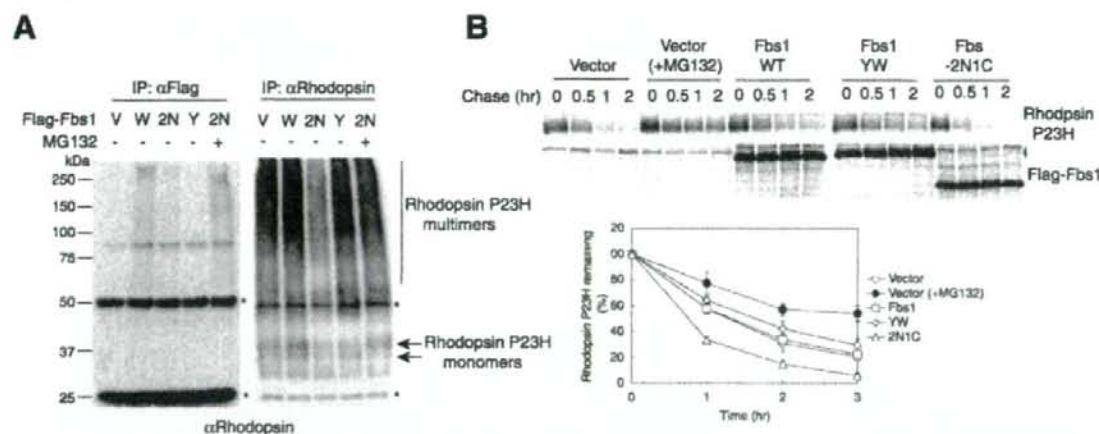 A
IP: αFlag IP: αRhodopsin
Flag-Fbs1 V W 2N Y 2N V W 2N Y 2N
MG132 - - - - + - - - - +
kDa
250
150
100
75
50
37
25
Rhodopsin P23H
multimers
Rhodopsin P23H
monomers
αRhodopsin
B
Vector Vector (+MG132) Fbs1 WT Fbs1 YW Fbs -2N1C
Chase (hr) 0 0.5 1 2 0 0.5 1 2 0 0.5 1 2 0 0.5 1 2 0 0.5 1 2
Rhodpsin
P23H
Flag-Fbs1
Rhodopsin P23H remaining
(%)
00
80
60
40
20
0
0 1 2 3
Time (hr)
Vector
Vector (+MG132)
Fbs1
YW
2N1C